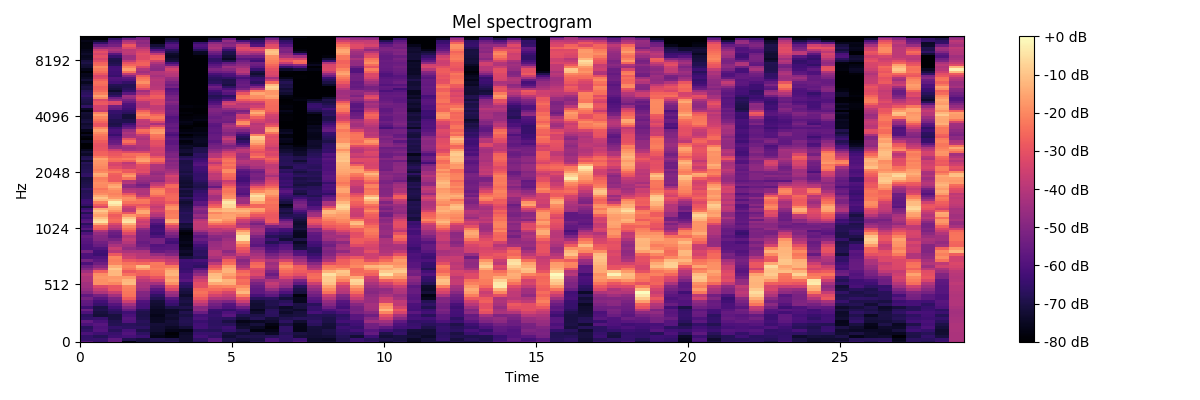 Mel spectrogram
Hz
8192
4096
2048
1024
512
0
0 5 10 15 20 25
Time
+0 dB
-10 dB
-20 dB
-30 dB
-40 dB
-50 dB
-60 dB
-70 dB
-80 dB